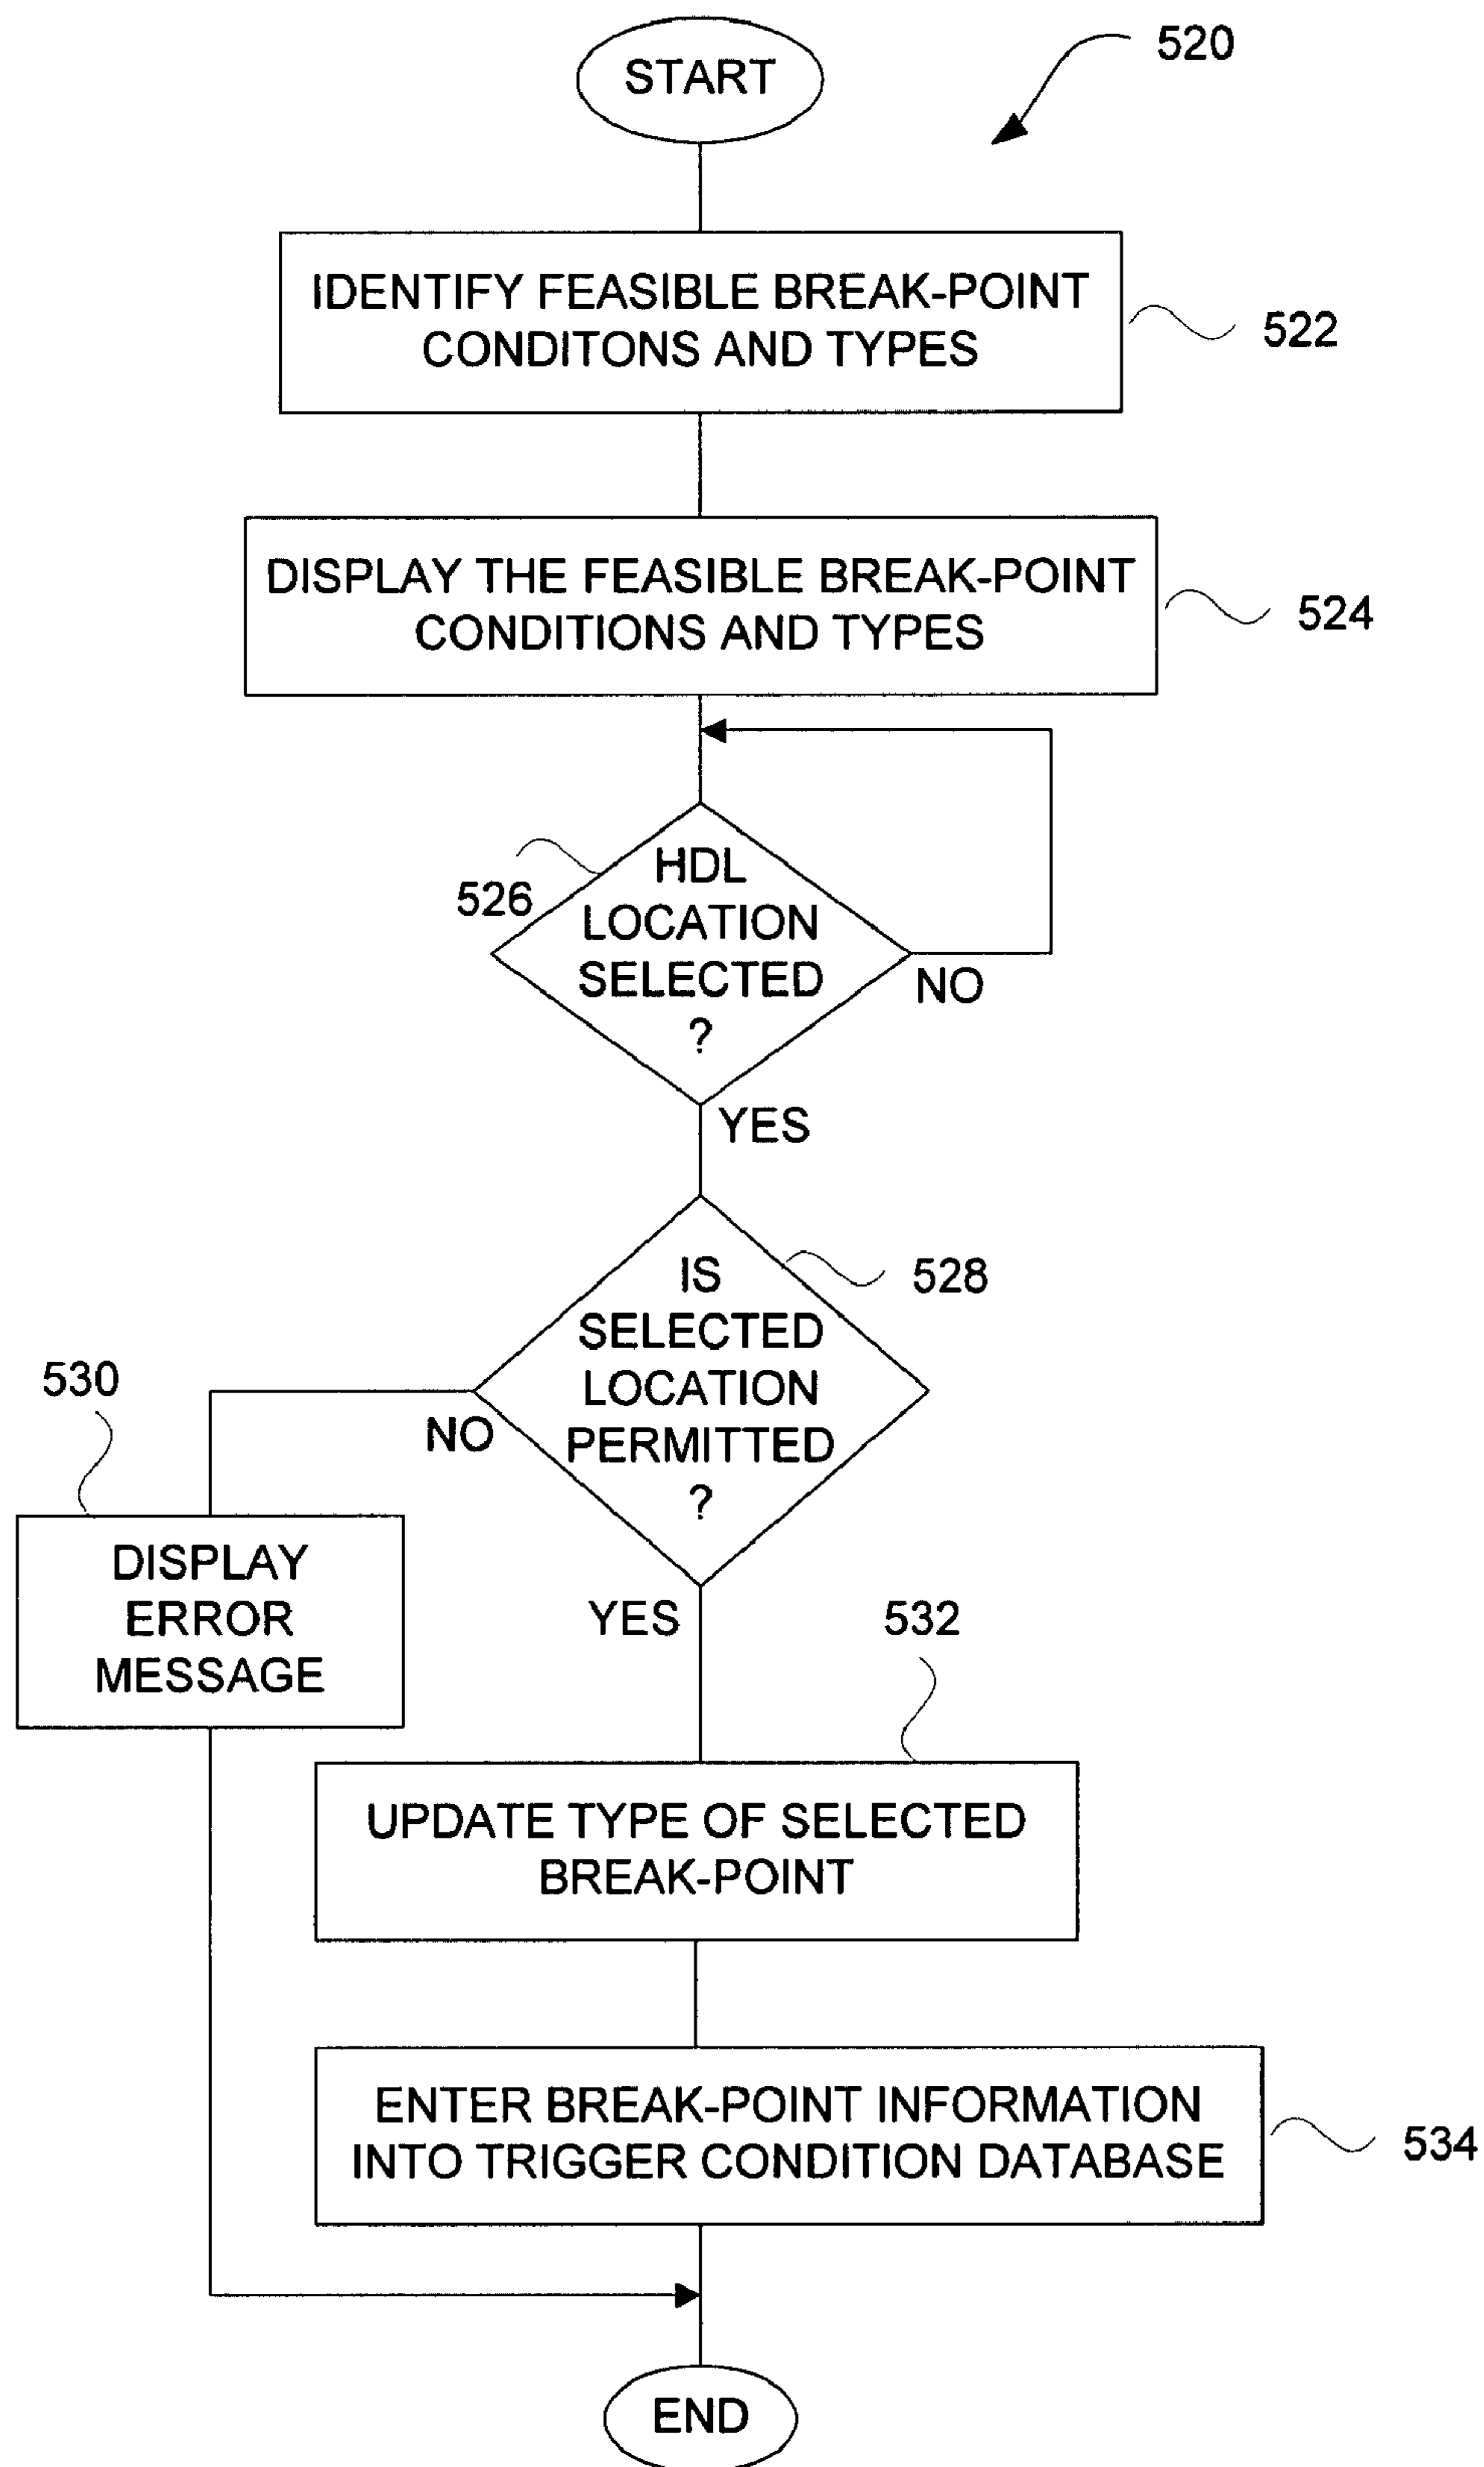 START
520
IDENTIFY FEASIBLE BREAK-POINT
CONDITONS AND TYPES
522
DISPLAY THE FEASIBLE BREAK-POINT
CONDITIONS AND TYPES
524
HDL
LOCATION
SELECTED
?
526
NO
YES
IS
SELECTED
LOCATION
PERMITTED
?
528
530
NO
DISPLAY
ERROR
MESSAGE
YES
532
UPDATE TYPE OF SELECTED
BREAK-POINT
ENTER BREAK-POINT INFORMATION
INTO TRIGGER CONDITION DATABASE
534
END